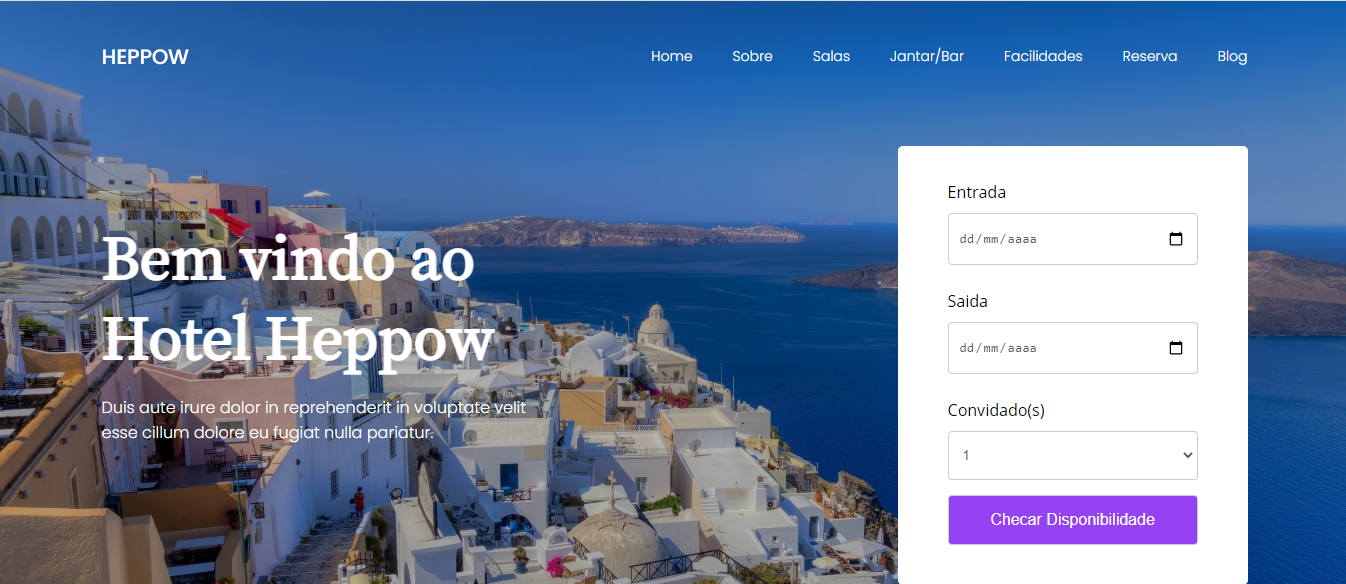 HEPPOW
Home Sobre Salas Jantar/Bar Facilidades Reserva Blog
Bem vindo ao
Hotel Heppow
Duis aute irure dolor in reprehenderit in voluptate velit
esse cillum dolore eu fugiat nulla pariatur.
Entrada
dd/mm/aaaa
Saida
dd/mm/aaaa
Convidado(s)
1
Checar Disponibilidade